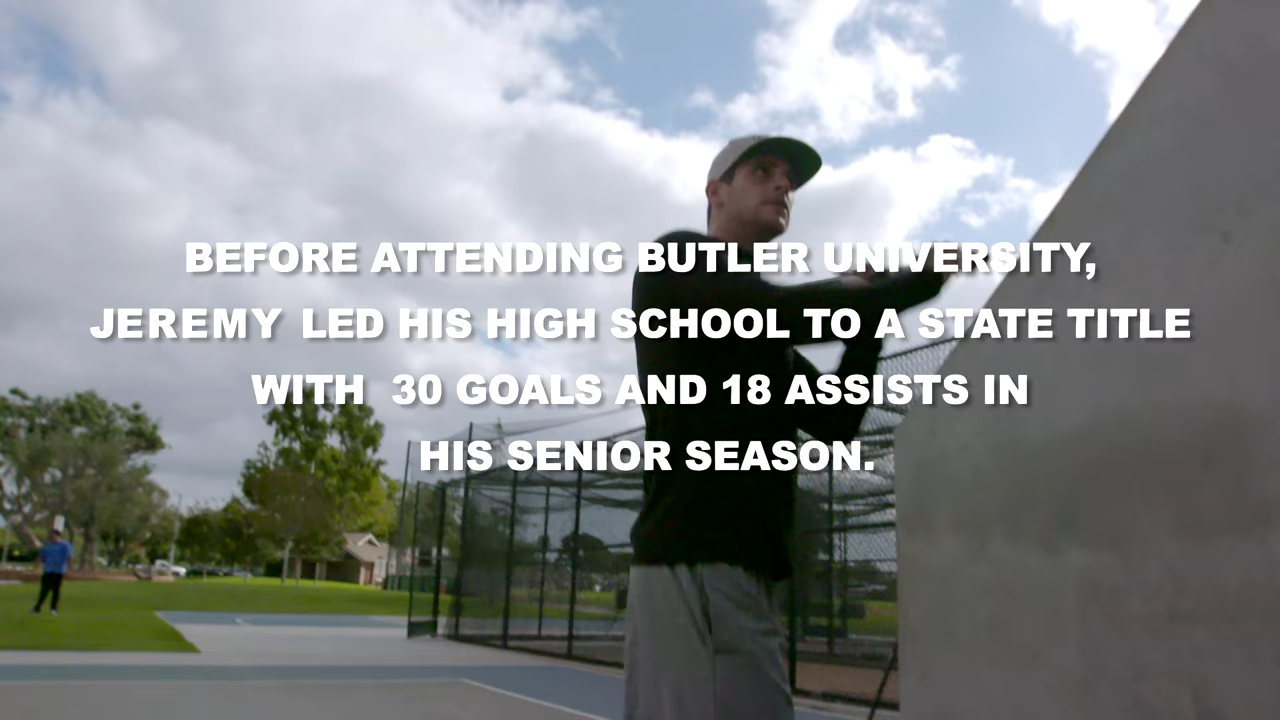 BEFORE ATTENDING BUTLER UNIVERSITY,
JEREMY LED HIS HIGH SCHOOL TO A STATE TITLE
WITH 30 GOALS AND 18 ASSISTS IN
HIS SENIOR SEASON.